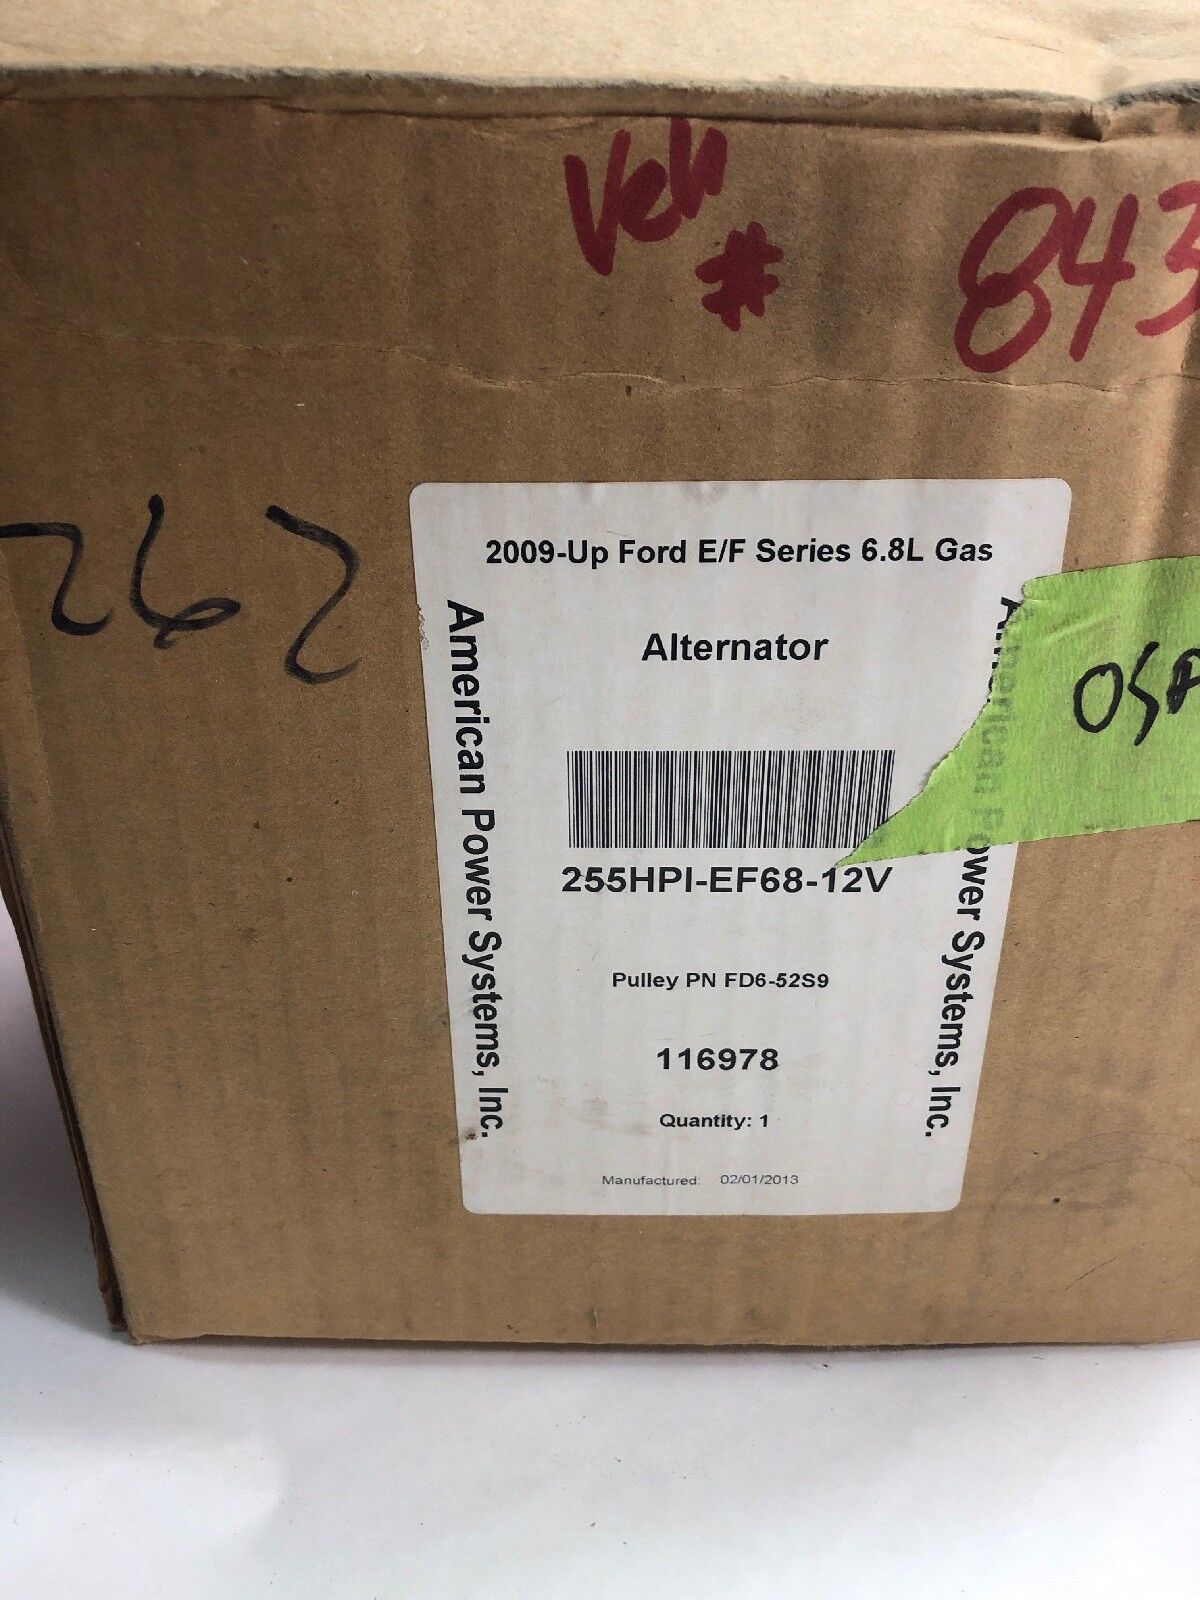 Veh
# 843
262
2009-Up Ford E/F Series 6.8L Gas
Alternator
American Power Systems, Inc.
255HPI-EF68-12V
Pulley PN FD6-52S9
116978
Quantity: 1
Manufactured: 02/01/2013
American Power Systems, Inc.